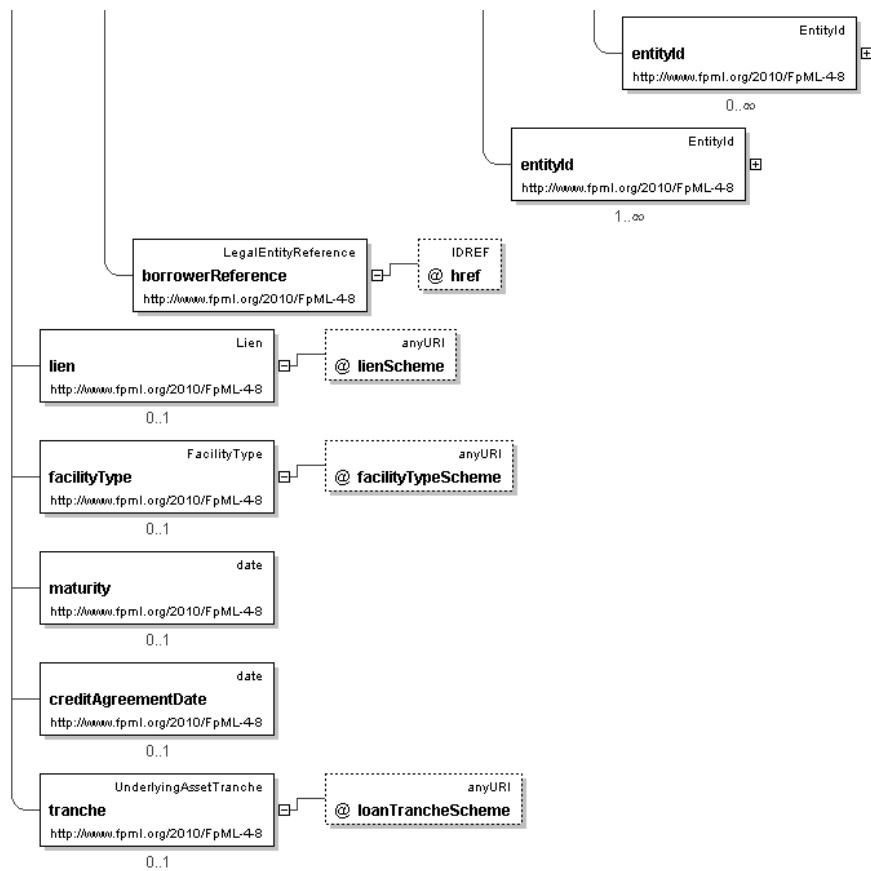 EntityId
entityId
http://www.fpml.org/2010/FpML-4-8
0..∞
EntityId
entityId
http://www.fpml.org/2010/FpML-4-8
1..∞
LegalEntityReference
borrowerReference
http://www.fpml.org/2010/FpML-4-8
IDREF
@ href
Lien
lien
http://www.fpml.org/2010/FpML-4-8
0..1
anyURI
@ lienScheme
FacilityType
facilityType
http://www.fpml.org/2010/FpML-4-8
0..1
anyURI
@ facilityTypeScheme
date
maturity
http://www.fpml.org/2010/FpML-4-8
0..1
date
creditAgreementDate
http://www.fpml.org/2010/FpML-4-8
0..1
UnderlyingAssetTranche
tranche
http://www.fpml.org/2010/FpML-4-8
0..1
anyURI
@ loanTrancheScheme